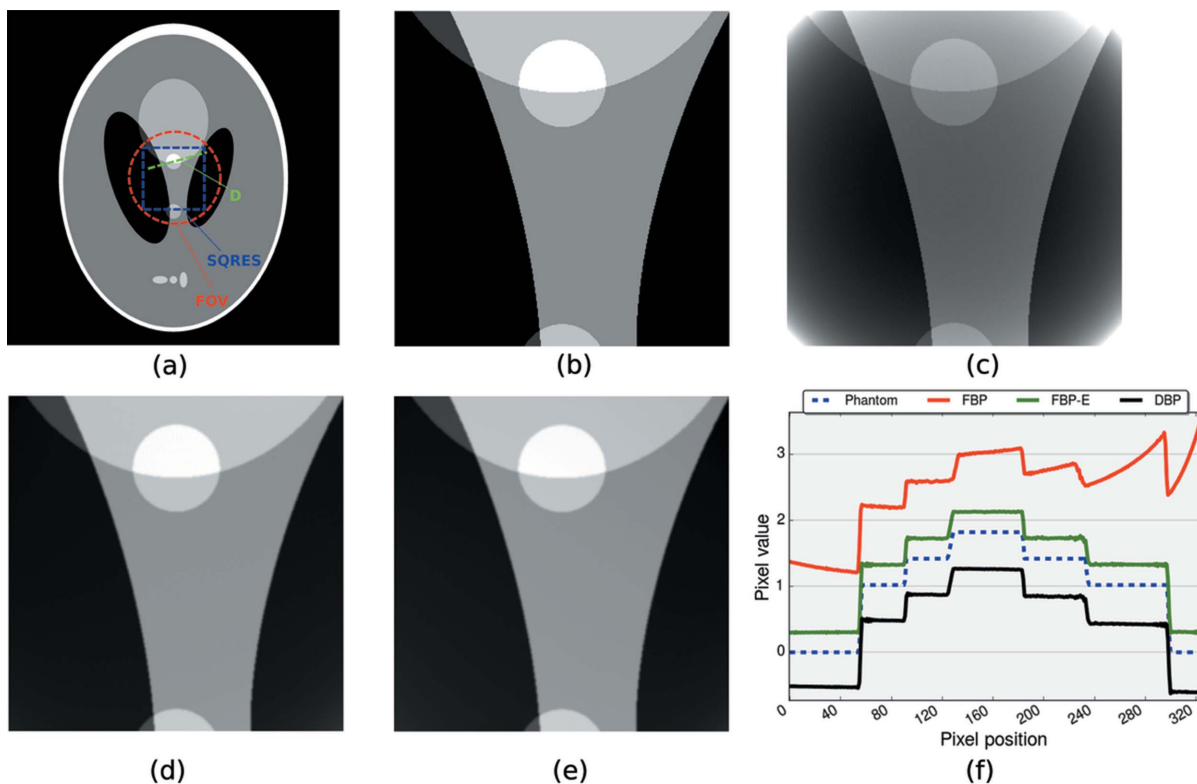 D
SQRES
FOV
(a)
(b)
(c)
(d)
(e)
Phantom FBP FBP-E DBP
Pixel value
3
2
1
0
0 40 80 120 160 200 240 280 320
Pixel position
(f)